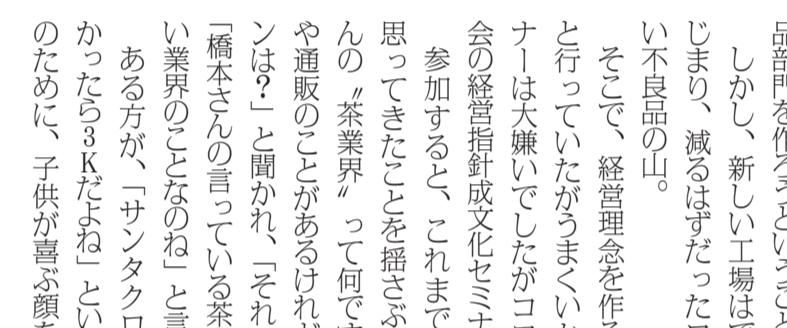 品部門を作ろうということ
しかし、新しい工場は
じまり、減るはずだった
い不良品の山。
そこで、経営理念を作
と行っていたがうまくい
ナーは大嫌いでしたがコ
会の経営指針成文化セミナ
参加すると、これまで
思ってきたことを揺さぶ
んの〝茶業界〟って何です
や通販のことがあるけれど
ンは？」と聞かれ、「それ
「橋本さんの言っている茶
い業界のことなのね」と言
ある方が、「サンタクロ
かったら3Kだよね」とい
のために、子供が喜ぶ顔を